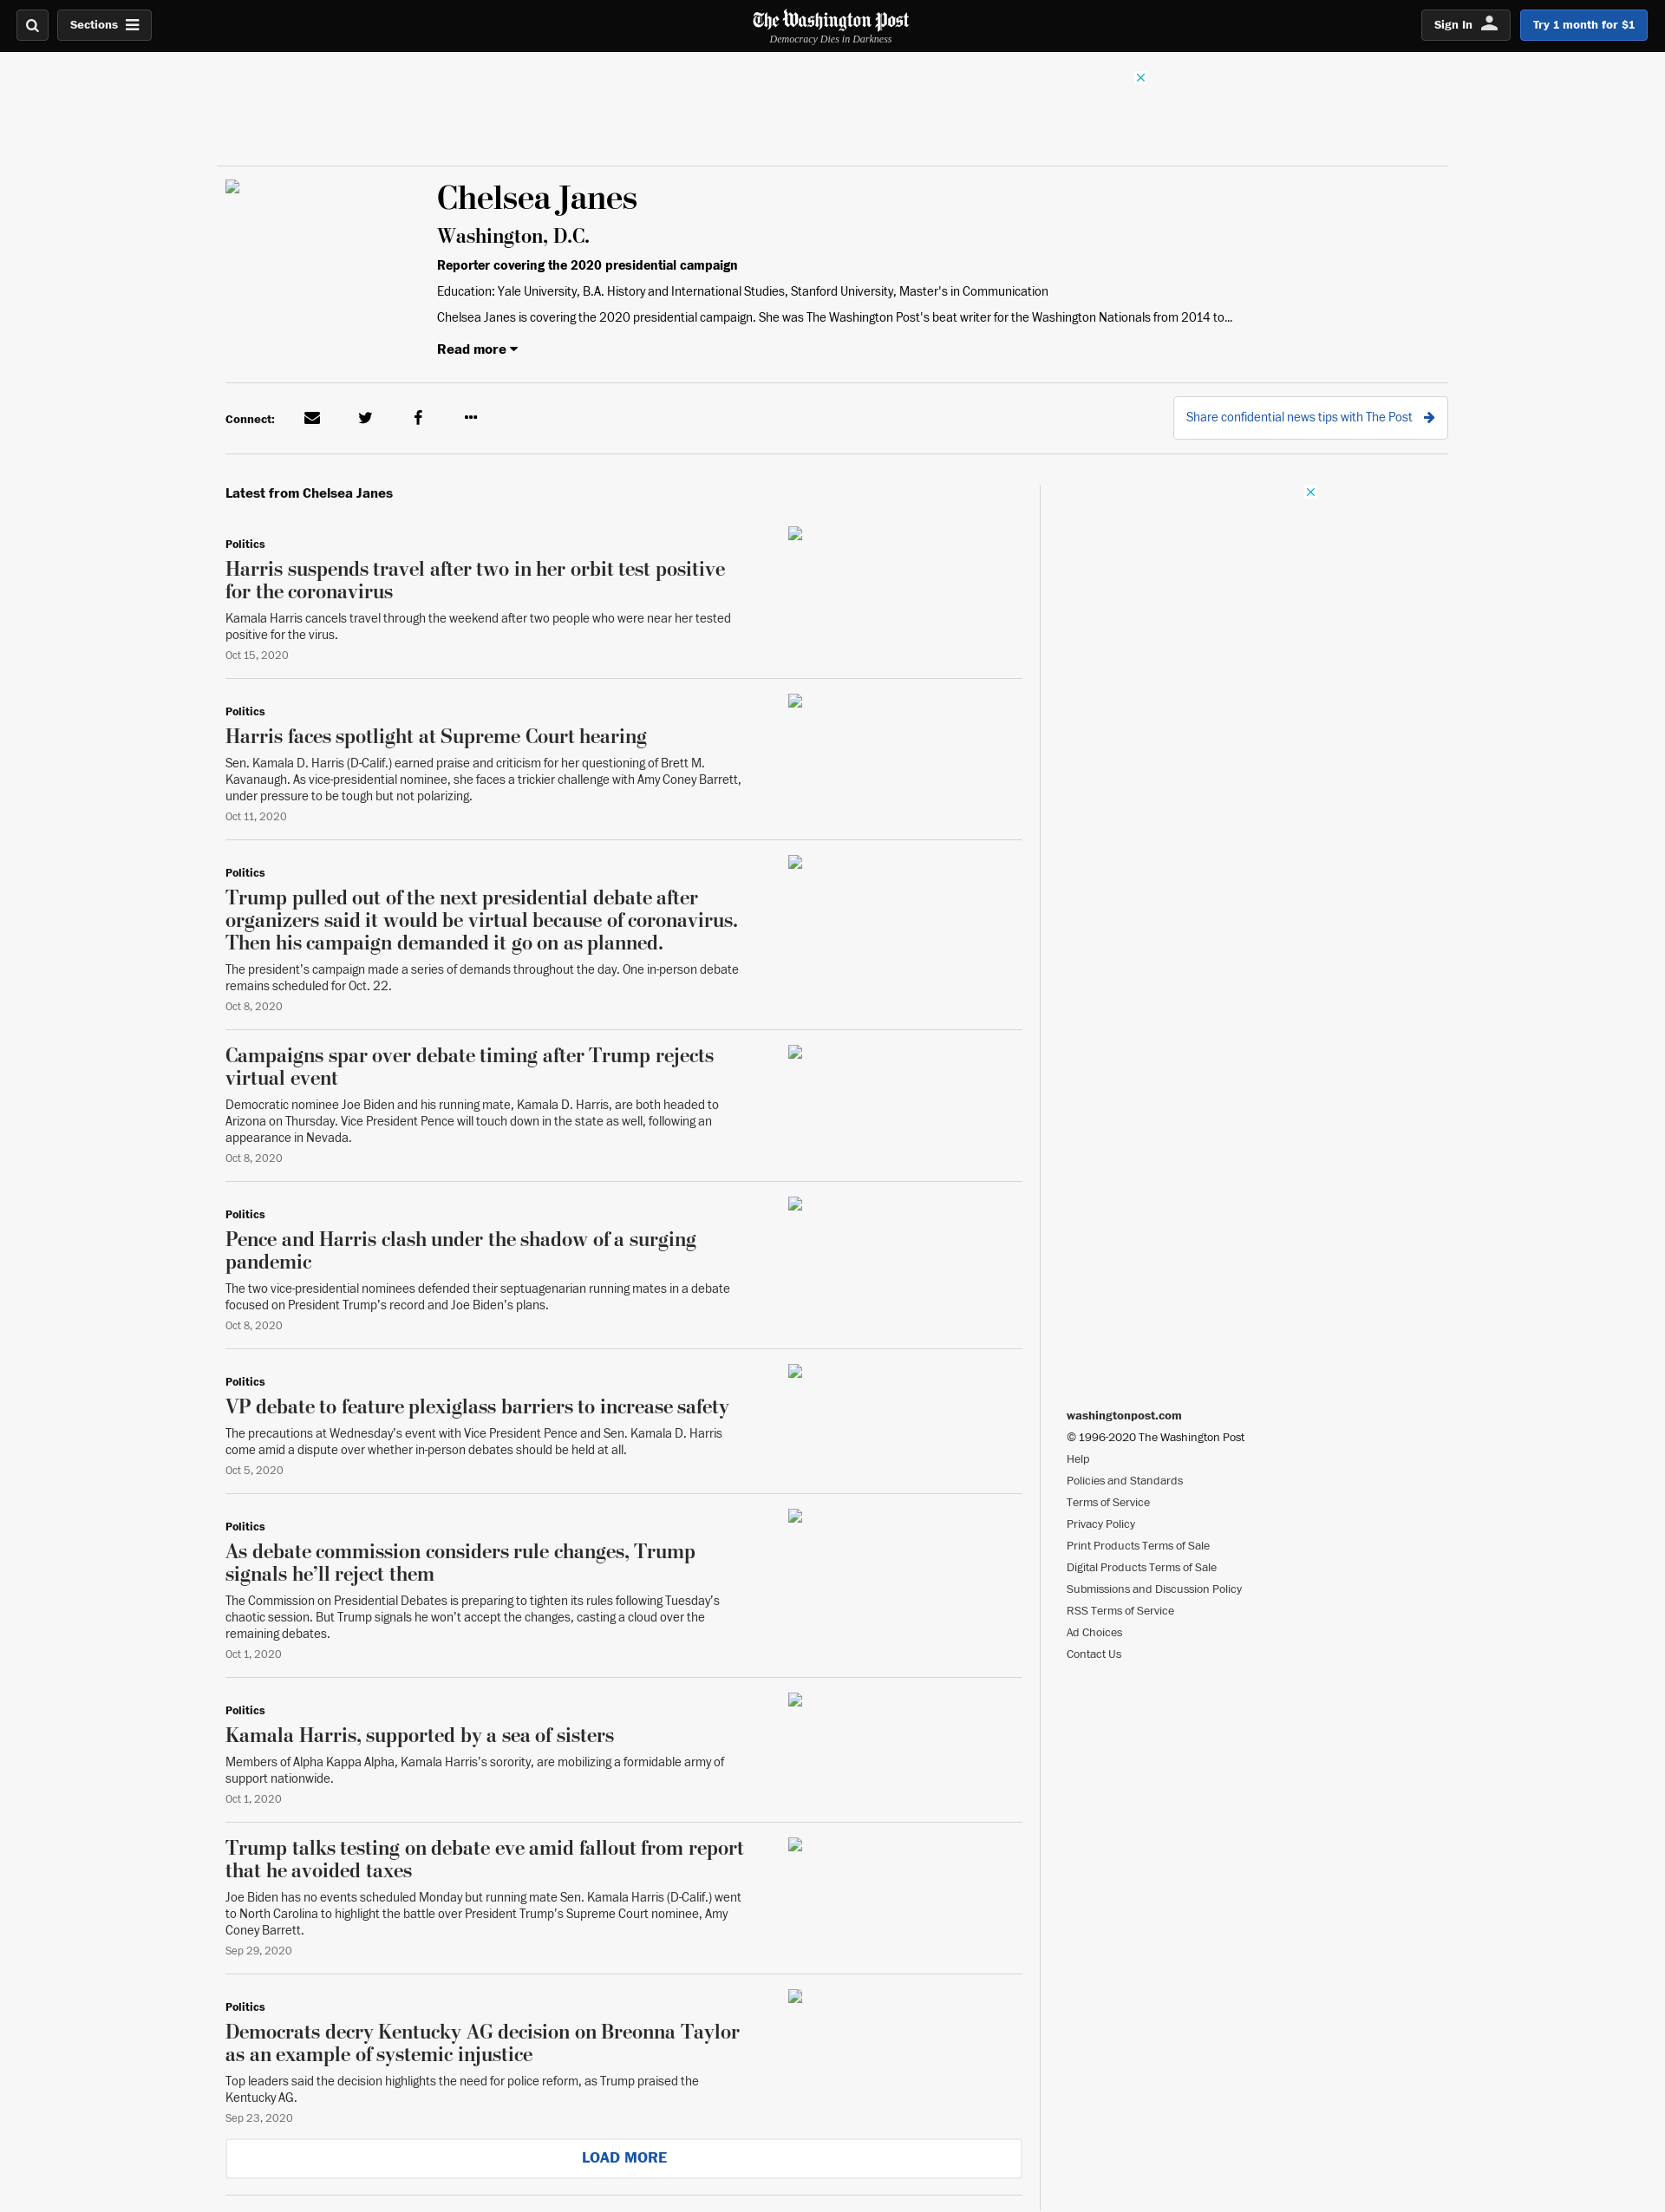 Sections
The Washington Post
Democracy Dies in Darkness
Sign In
Try 1 month for $1
Chelsea Janes
Washington, D.C.
Reporter covering the 2020 presidential campaign
Education: Yale University, B.A. History and International Studies, Stanford University, Master's in Communication
Chelsea Janes is covering the 2020 presidential campaign. She was The Washington Post's beat writer for the Washington Nationals from 2014 to...
Read more
Connect:
Share confidential news tips with The Post
Latest from Chelsea Janes
Politics
Harris suspends travel after two in her orbit test positive
for the coronavirus
Kamala Harris cancels travel through the weekend after two people who were near her tested
positive for the virus.
Oct 15, 2020
Politics
Harris faces spotlight at Supreme Court hearing
Sen. Kamala D. Harris (D-Calif.) earned praise and criticism for her questioning of Brett M.
Kavanaugh. As vice-presidential nominee, she faces a trickier challenge with Amy Coney Barrett,
under pressure to be tough but not polarizing.
Oct 11, 2020
Politics
Trump pulled out of the next presidential debate after
organizers said it would be virtual because of coronavirus.
Then his campaign demanded it go on as planned.
The president’s campaign made a series of demands throughout the day. One in-person debate
remains scheduled for Oct. 22.
Oct 8, 2020
Campaigns spar over debate timing after Trump rejects
virtual event
Democratic nominee Joe Biden and his running mate, Kamala D. Harris, are both headed to
Arizona on Thursday. Vice President Pence will touch down in the state as well, following an
appearance in Nevada.
Oct 8, 2020
Politics
Pence and Harris clash under the shadow of a surging
pandemic
The two vice-presidential nominees defended their septuagenarian running mates in a debate
focused on President Trump’s record and Joe Biden’s plans.
Oct 8, 2020
Politics
VP debate to feature plexiglass barriers to increase safety
The precautions at Wednesday’s event with Vice President Pence and Sen. Kamala D. Harris
come amid a dispute over whether in-person debates should be held at all.
Oct 5, 2020
Politics
As debate commission considers rule changes, Trump
signals he’ll reject them
The Commission on Presidential Debates is preparing to tighten its rules following Tuesday’s
chaotic session. But Trump signals he won’t accept the changes, casting a cloud over the
remaining debates.
Oct 1, 2020
Politics
Kamala Harris, supported by a sea of sisters
Members of Alpha Kappa Alpha, Kamala Harris’s sorority, are mobilizing a formidable army of
support nationwide.
Oct 1, 2020
Trump talks testing on debate eve amid fallout from report
that he avoided taxes
Joe Biden has no events scheduled Monday but running mate Sen. Kamala Harris (D-Calif.) went
to North Carolina to highlight the battle over President Trump’s Supreme Court nominee, Amy
Coney Barrett.
Sep 29, 2020
Politics
Democrats decry Kentucky AG decision on Breonna Taylor
as an example of systemic injustice
Top leaders said the decision highlights the need for police reform, as Trump praised the
Kentucky AG.
Sep 23, 2020
LOAD MORE
washingtonpost.com
© 1996-2020 The Washington Post
Help
Policies and Standards
Terms of Service
Privacy Policy
Print Products Terms of Sale
Digital Products Terms of Sale
Submissions and Discussion Policy
RSS Terms of Service
Ad Choices
Contact Us